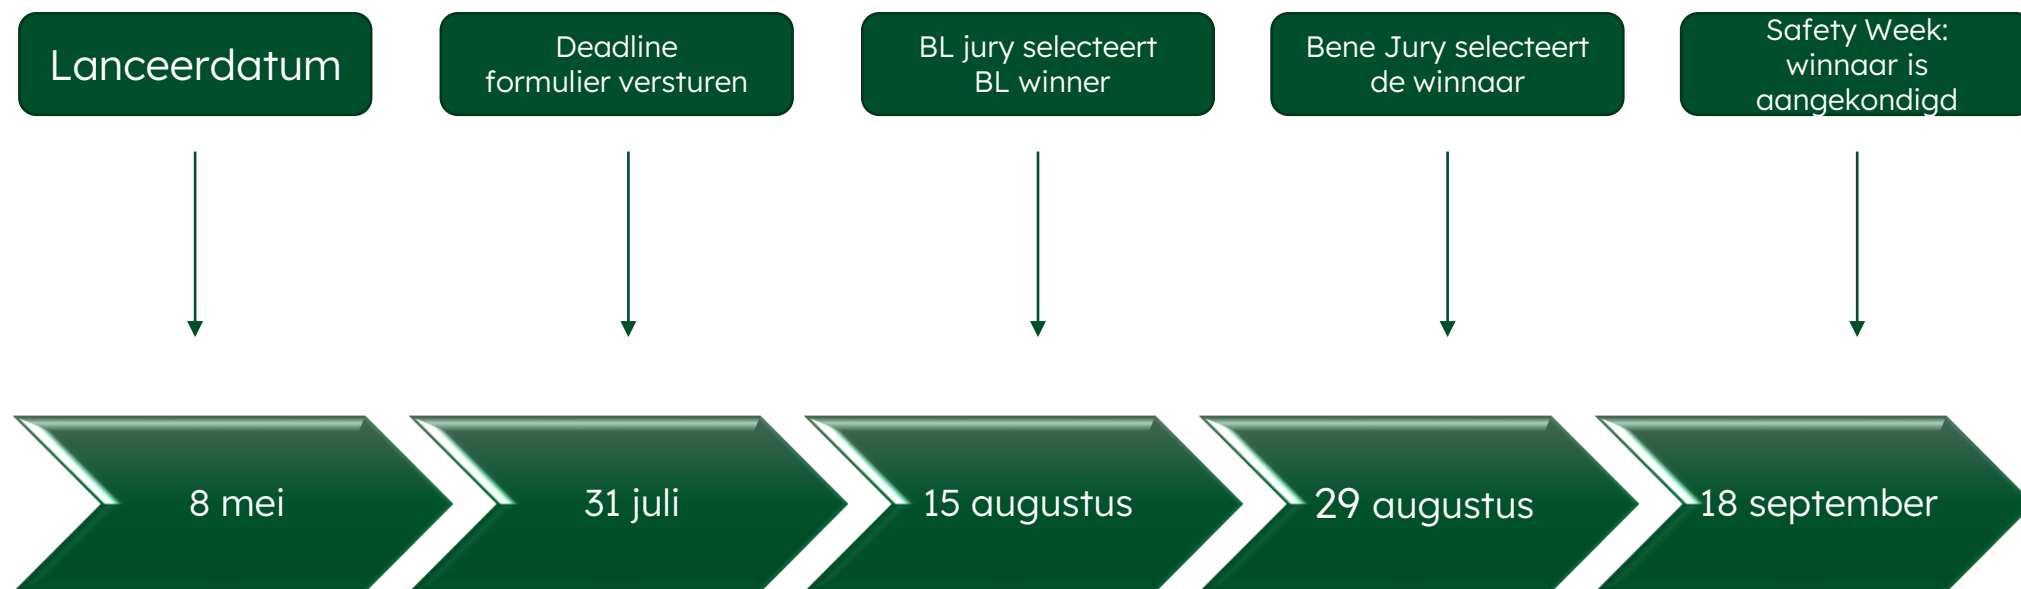 Lanceerdatum
Deadline
formulier versturen
BL jury selecteert
BL winner
Bene Jury selecteert
de winnaar
Safety Week:
winnaar is
aangekondigd
8 mei
31 juli
15 augustus
29 augustus
18 september